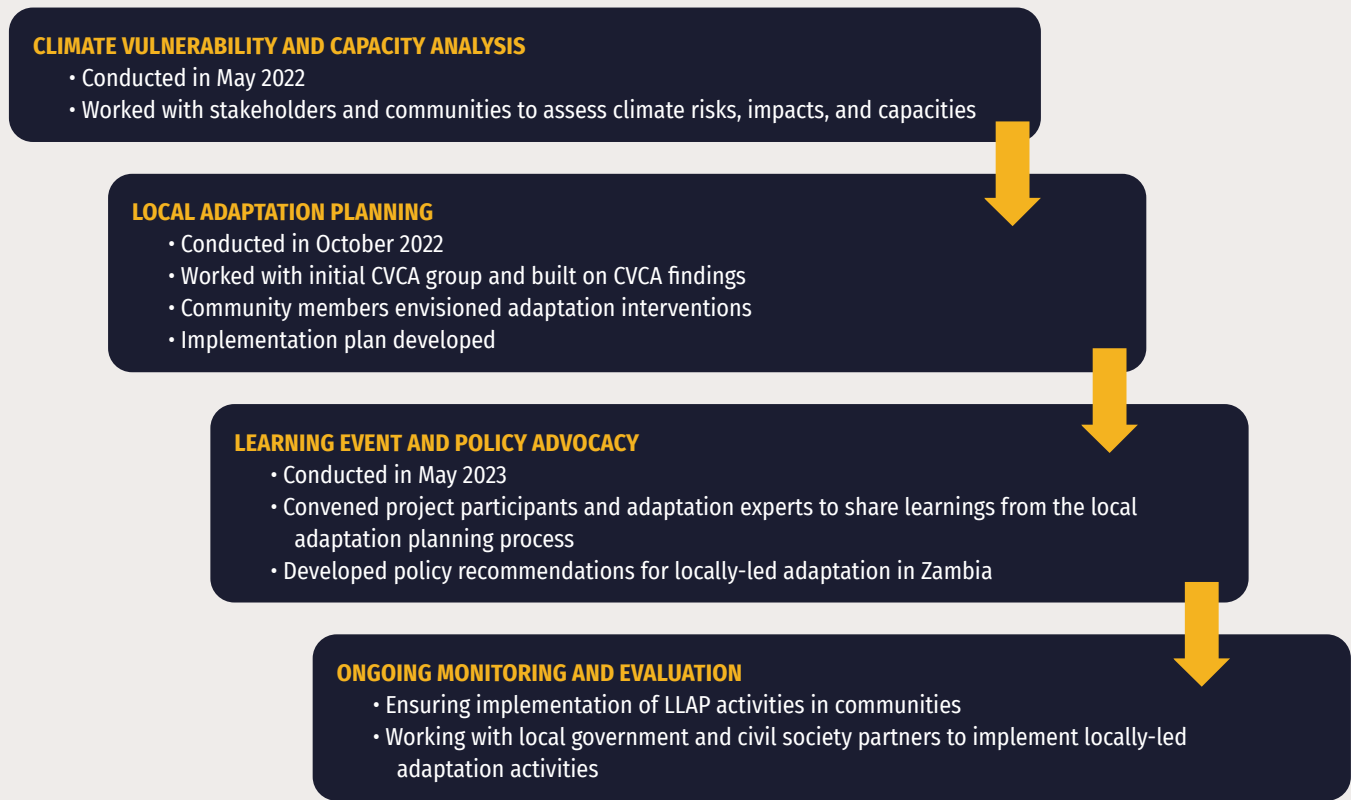 CLIMATE VULNERABILITY AND CAPACITY ANALYSIS
• Conducted in May 2022
• Worked with stakeholders and communities to assess climate risks, impacts, and capacities
LOCAL ADAPTATION PLANNING
• Conducted in October 2022
• Worked with initial CVCA group and built on CVCA findings
• Community members envisioned adaptation interventions
• Implementation plan developed
LEARNING EVENT AND POLICY ADVOCACY
• Conducted in May 2023
• Convened project participants and adaptation experts to share learnings from the local
adaptation planning process
• Developed policy recommendations for locally-led adaptation in Zambia
ONGOING MONITORING AND EVALUATION
• Ensuring implementation of LLAP activities in communities
• Working with local government and civil society partners to implement locally-led
adaptation activities